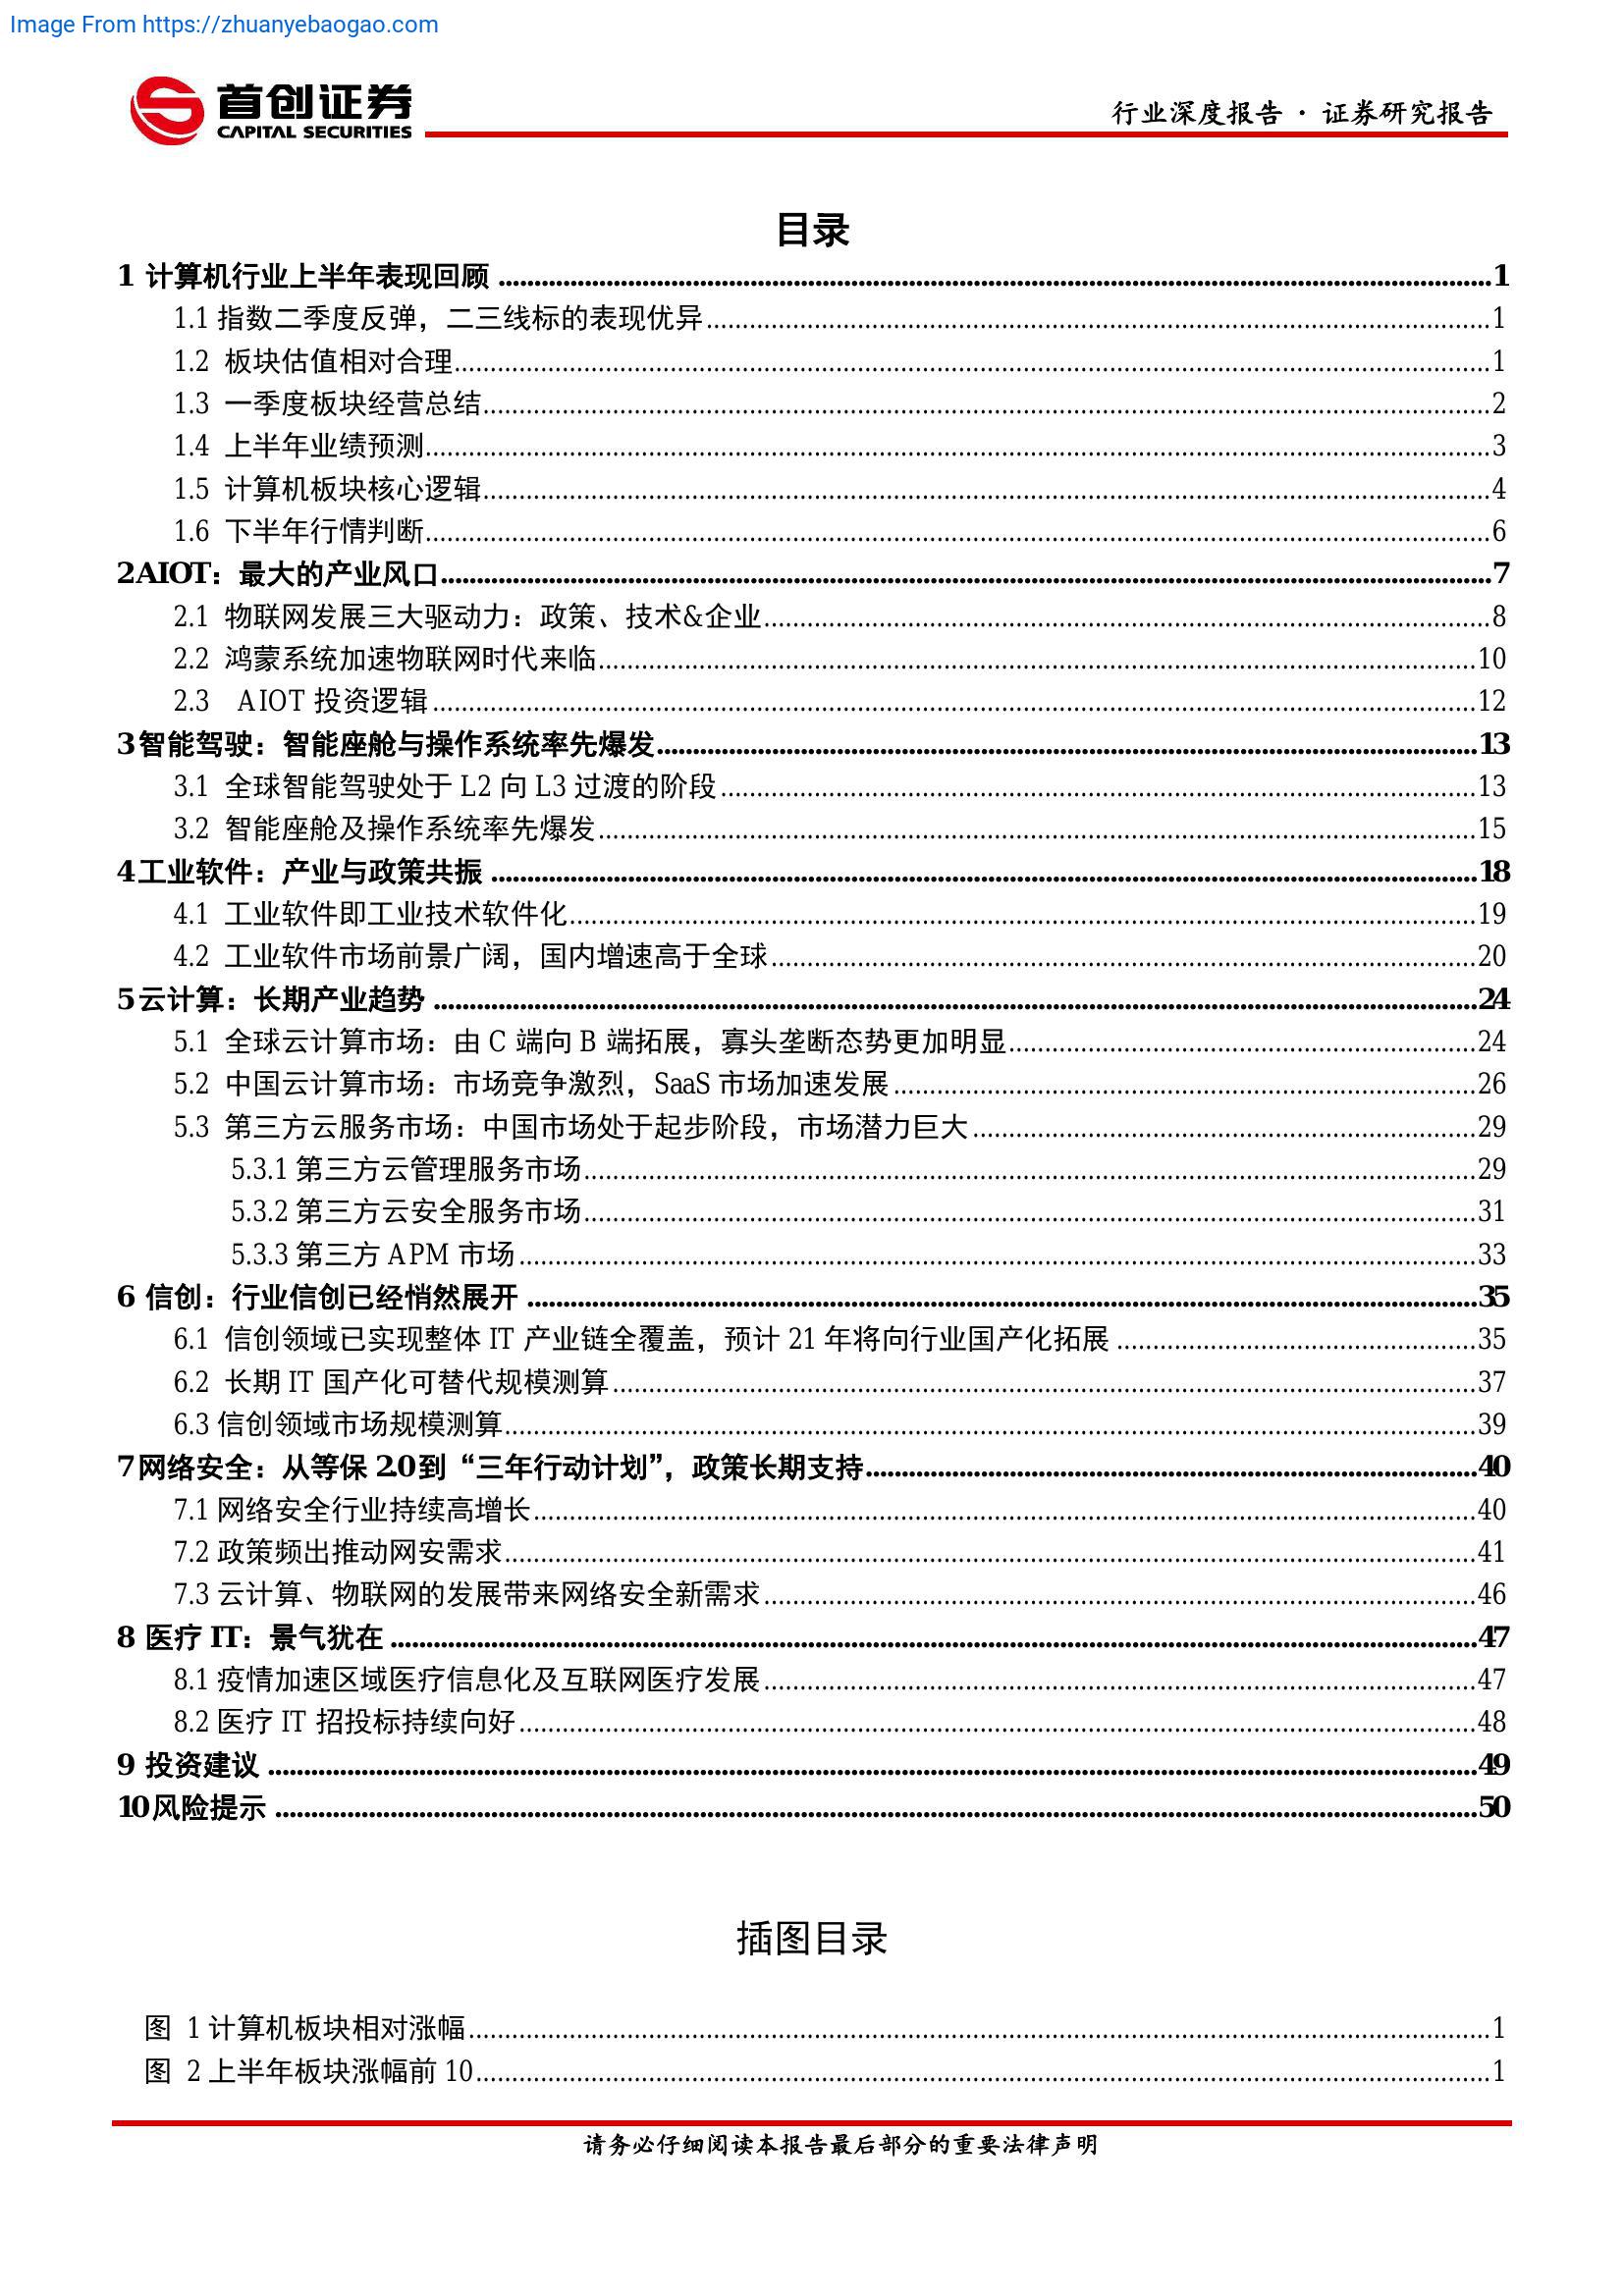 Image From https://zhuanyebaogao.com
首创证券
CAPITAL SECURITIES
行业深度报告 · 证券研究报告
目录
1 计算机行业上半年表现回顾 ........ 1
1.1 指数二季度反弹，二三线标的表现优异 ........ 1
1.2 板块估值相对合理 ........ 1
1.3 一季度板块经营总结 ........ 2
1.4 上半年业绩预测 ........ 3
1.5 计算机板块核心逻辑 ........ 4
1.6 下半年行情判断 ........ 6
2AIOT：最大的产业风口 ........ 7
2.1 物联网发展三大驱动力：政策、技术&企业 ........ 8
2.2 鸿蒙系统加速物联网时代来临 ........ 10
2.3 AIOT 投资逻辑 ........ 12
3 智能驾驶：智能座舱与操作系统率先爆发 ........ 13
3.1 全球智能驾驶处于 L2 向 L3 过渡的阶段 ........ 13
3.2 智能座舱及操作系统率先爆发 ........ 15
4 工业软件：产业与政策共振 ........ 18
4.1 工业软件即工业技术软件化 ........ 19
4.2 工业软件市场前景广阔，国内增速高于全球 ........ 20
5 云计算：长期产业趋势 ........ 24
5.1 全球云计算市场：由 C 端向 B 端拓展，寡头垄断态势更加明显 ........ 24
5.2 中国云计算市场：市场竞争激烈，SaaS 市场加速发展 ........ 26
5.3 第三方云服务市场：中国市场处于起步阶段，市场潜力巨大 ........ 29
5.3.1 第三方云管理服务市场 ........ 29
5.3.2 第三方云安全服务市场 ........ 31
5.3.3 第三方 APM 市场 ........ 33
6 信创：行业信创已经悄然展开 ........ 35
6.1 信创领域已实现整体 IT 产业链全覆盖，预计 21 年将向行业国产化拓展 ........ 35
6.2 长期 IT 国产化可替代规模测算 ........ 37
6.3 信创领域市场规模测算 ........ 39
7 网络安全：从等保 2.0 到“三年行动计划”，政策长期支持 ........ 40
7.1 网络安全行业持续高增长 ........ 40
7.2 政策频出推动网安需求 ........ 41
7.3 云计算、物联网的发展带来网络安全新需求 ........ 46
8 医疗 IT：景气犹在 ........ 47
8.1 疫情加速区域医疗信息化及互联网医疗发展 ........ 47
8.2 医疗 IT 招投标持续向好 ........ 48
9 投资建议 ........ 49
10 风险提示 ........ 50
插图目录
图 1 计算机板块相对涨幅 ........ 1
图 2 上半年板块涨幅前 10 ........ 1
请务必仔细阅读本报告最后部分的重要法律声明